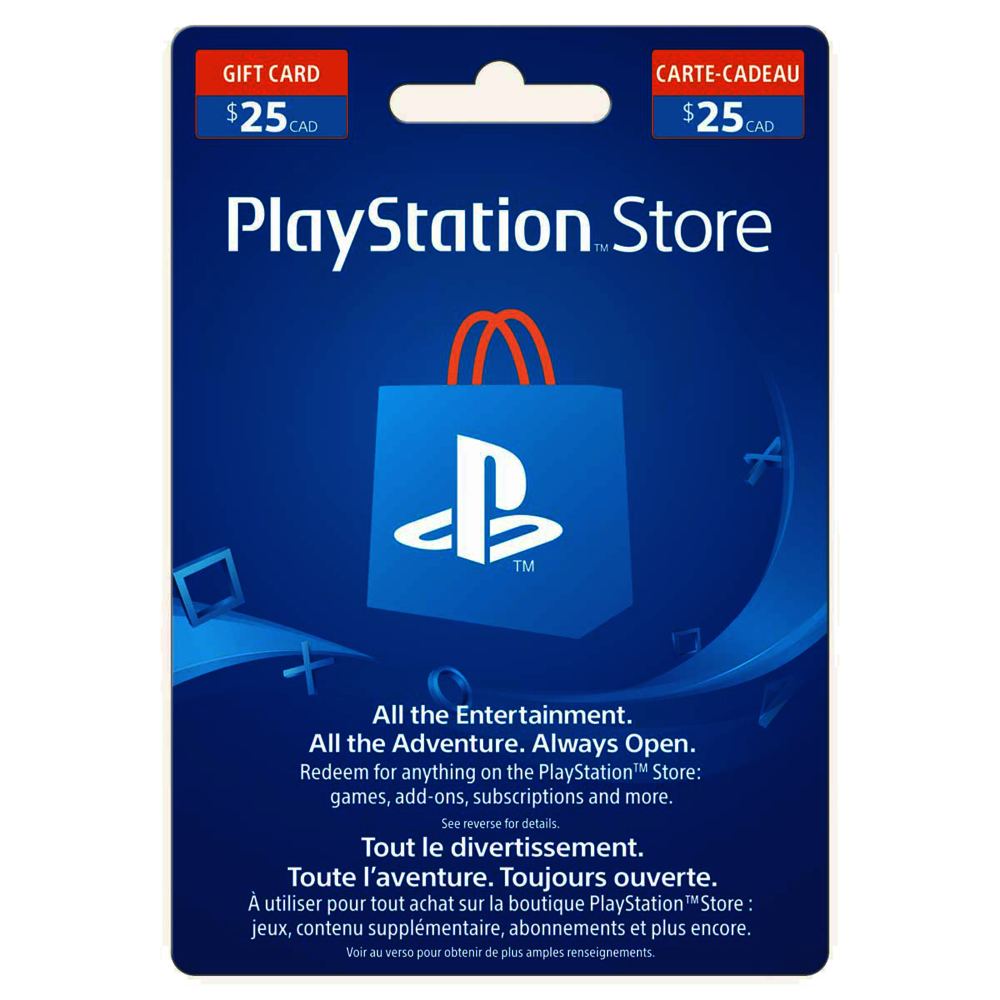 GIFT CARD
$25 CAD
CARTE-CADEAU
$25 CAD
PlayStation™ Store
TM
All the Entertainment.
All the Adventure. Always Open.
Redeem for anything on the PlayStation™ Store:
games, add-ons, subscriptions and more.
See reverse for details.
Tout le divertissement.
Toute l'aventure. Toujours ouverte.
À utiliser pour tout achat sur la boutique PlayStation™ Store :
jeux, contenu supplémentaire, abonnements et plus encore.
Voir au verso pour obtenir de plus amples renseignements.